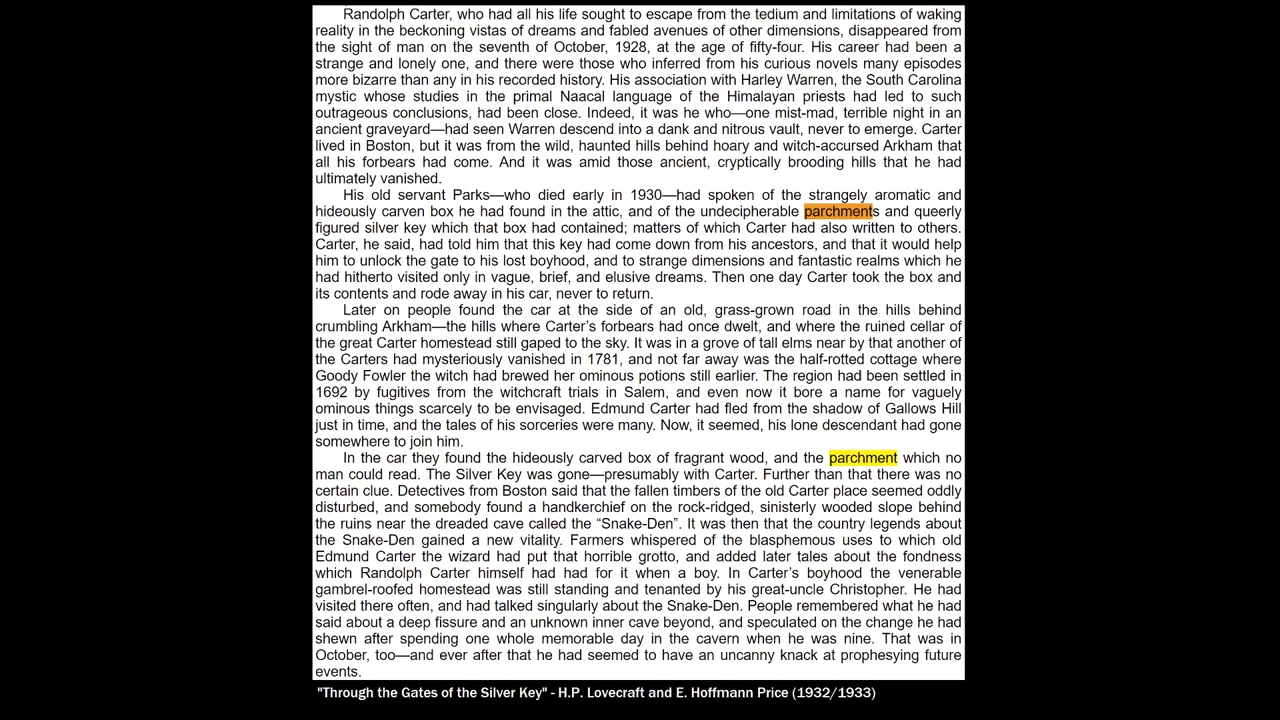 Randolph Carter, who had all his life sought to escape from the tedium and limitations of waking
reality in the beckoning vistas of dreams and fabled avenues of other dimensions, disappeared from
the sight of man on the seventh of October, 1928, at the age of fifty-four. His career had been a
strange and lonely one, and there were those who inferred from his curious novels many episodes
more bizarre than any in his recorded history. His association with Harley Warren, the South Carolina
mystic whose studies in the primal Naacal language of the Himalayan priests had led to such
outrageous conclusions, had been close. Indeed, it was he who—one mist-mad, terrible night in an
ancient graveyard—had seen Warren descend into a dank and nitrous vault, never to emerge. Carter
lived in Boston, but it was from the wild, haunted hills behind hoary and witch-accursed Arkham that
all his forbears had come. And it was amid those ancient, cryptically brooding hills that he had
ultimately vanished.
His old servant Parks—who died early in 1930—had spoken of the strangely aromatic and
hideously carven box he had found in the attic, and of the undecipherable parchments and queerly
figured silver key which that box had contained; matters of which Carter had also written to others.
Carter, he said, had told him that this key had come down from his ancestors, and that it would help
him to unlock the gate to his lost boyhood, and to strange dimensions and fantastic realms which he
had hitherto visited only in vague, brief, and elusive dreams. Then one day Carter took the box and
its contents and rode away in his car, never to return.
Later on people found the car at the side of an old, grass-grown road in the hills behind
crumbling Arkham—the hills where Carter's forbears had once dwelt, and where the ruined cellar of
the great Carter homestead still gaped to the sky. It was in a grove of tall elms near by that another of
the Carters had mysteriously vanished in 1781, and not far away was the half-rotted cottage where
Goody Fowler the witch had brewed her ominous potions still earlier. The region had been settled in
1692 by fugitives from the witchcraft trials in Salem, and even now it bore a name for vaguely
ominous things scarcely to be envisaged. Edmund Carter had fled from the shadow of Gallows Hill
just in time, and the tales of his sorceries were many. Now, it seemed, his lone descendant had gone
somewhere to join him.
In the car they found the hideously carved box of fragrant wood, and the parchment which no
man could read. The Silver Key was gone—presumably with Carter. Further than that there was no
certain clue. Detectives from Boston said that the fallen timbers of the old Carter place seemed oddly
disturbed, and somebody found a handkerchief on the rock-ridged, sinisterly wooded slope behind
the ruins near the dreaded cave called the “Snake-Den”. It was then that the country legends about
the Snake-Den gained a new vitality. Farmers whispered of the blasphemous uses to which old
Edmund Carter the wizard had put that horrible grotto, and added later tales about the fondness
which Randolph Carter himself had had for it when a boy. In Carter's boyhood the venerable
gambrel-roofed homestead was still standing and tenanted by his great-uncle Christopher. He had
visited there often, and had talked singularly about the Snake-Den. People remembered what he had
said about a deep fissure and an unknown inner cave beyond, and speculated on the change he had
shewn after spending one whole memorable day in the cavern when he was nine. That was in
October, too—and ever after that he had seemed to have an uncanny knack at prophesying future
events.
"Through the Gates of the Silver Key" - H.P. Lovecraft and E. Hoffmann Price (1932/1933)